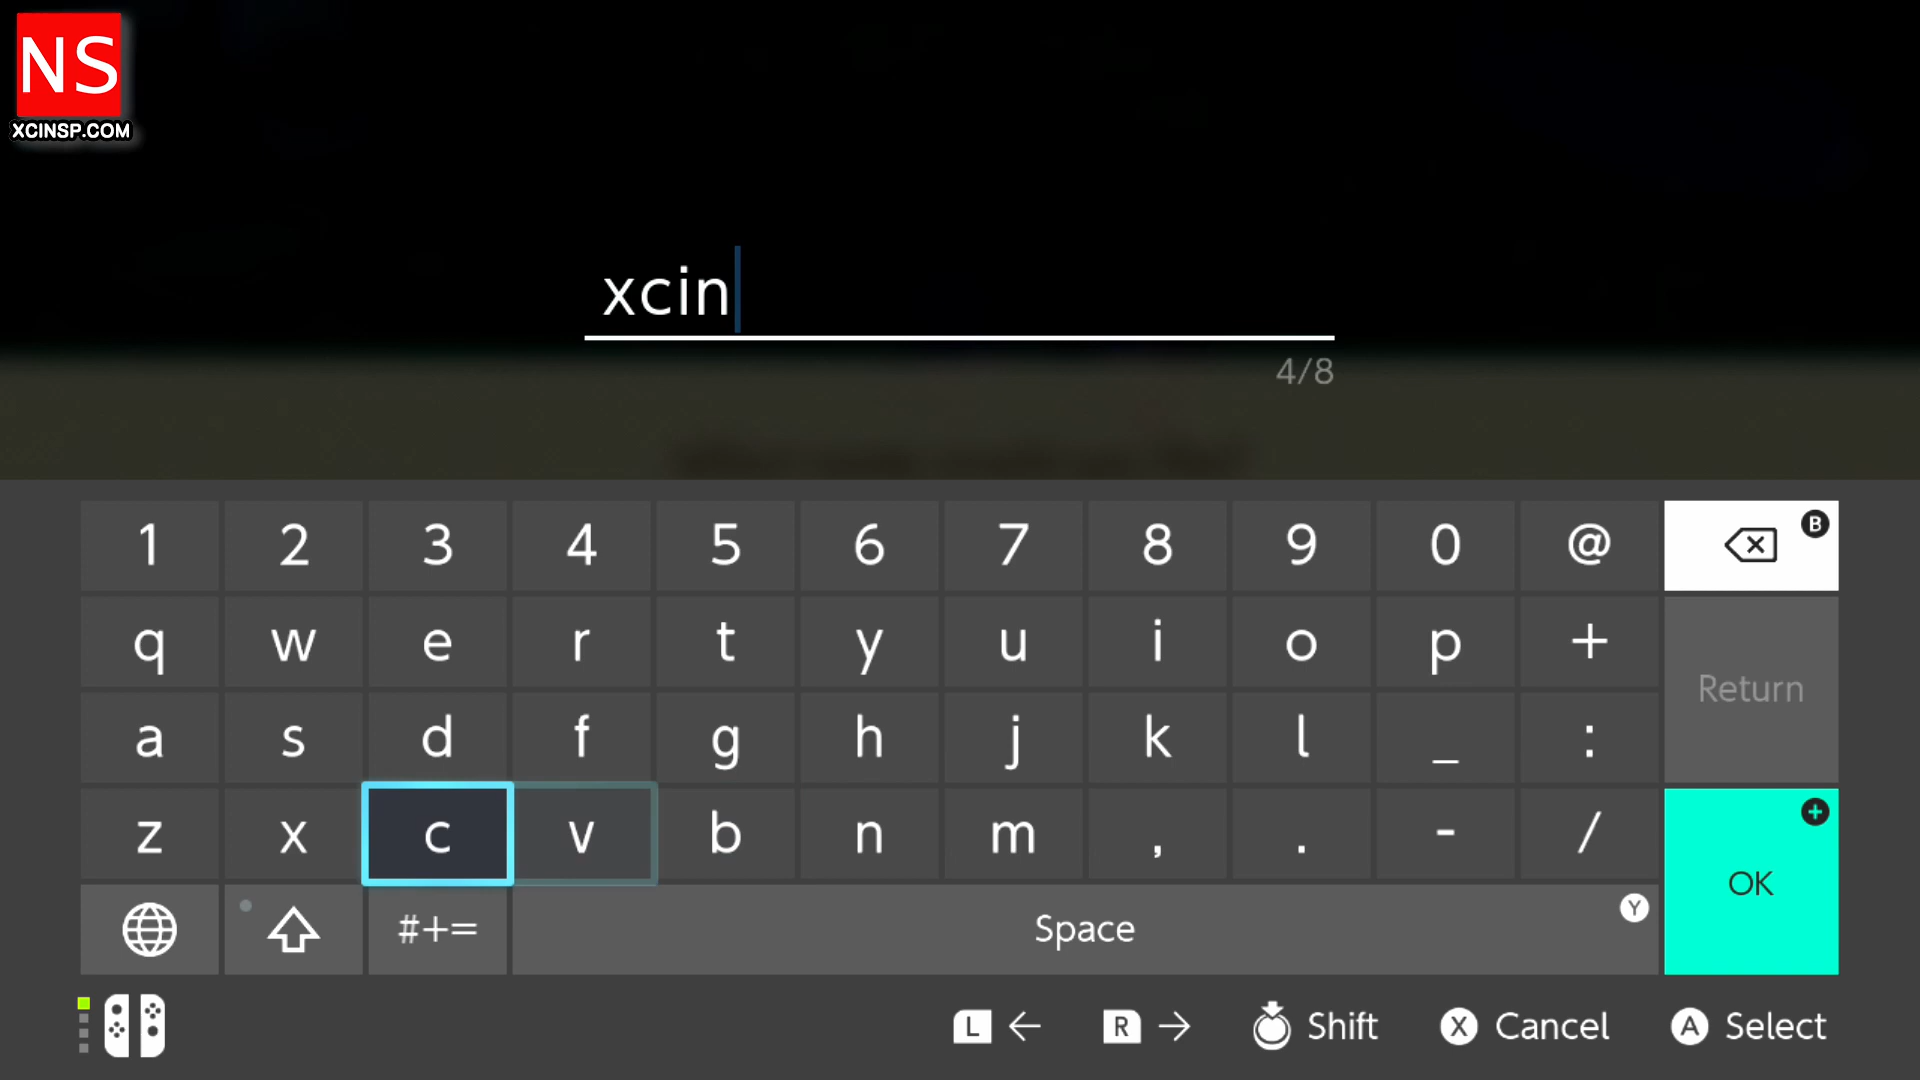 NS
XCINSP.COM
xcin
4/8
1 2 3 4 5 6 7 8 9 0 @ B
q w e r t y u i o p +
Return
a s d f g h j k l _ :
z x c v b n m , . - / +
OK
#+= Space Y
L ← R → Shift X Cancel A Select